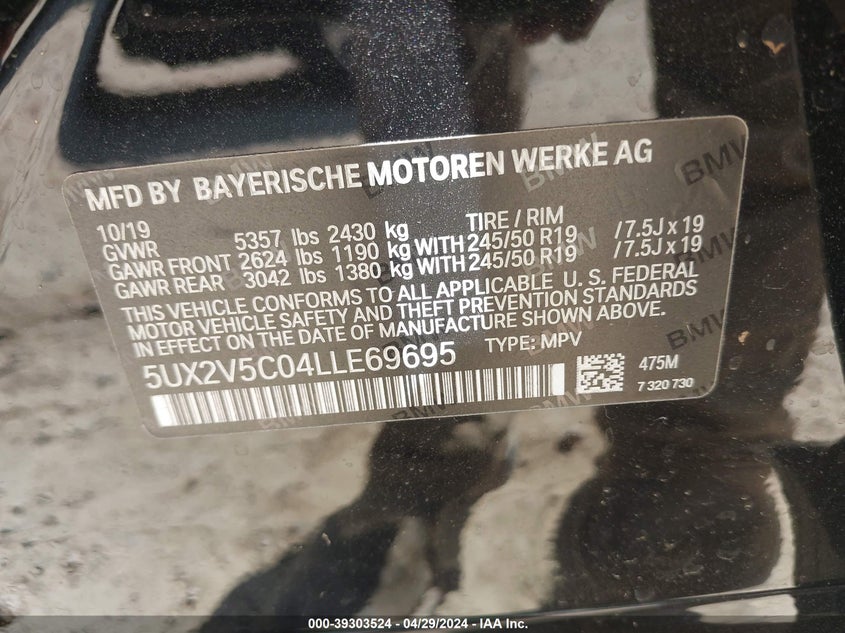 MFD BY BAYERISCHE MOTOREN WERKE AG
10/19 TIRE / RIM
GVWR 5357 lbs 2430 kg
GAWR FRONT 2624 lbs 1190 kg WITH 245/50 R19 /7.5J x 19
GAWR REAR 3042 lbs 1380 kg WITH 245/50 R19 /7.5J x 19
THIS VEHICLE CONFORMS TO ALL APPLICABLE U. S. FEDERAL
MOTOR VEHICLE SAFETY AND THEFT PREVENTION STANDARDS
IN EFFECT ON THE DATE OF MANUFACTURE SHOWN ABOVE.
5UX2V5C04LLE69695 TYPE: MPV
475M
7 320 730
000-39303524 - 04/29/2024 - IAA Inc.